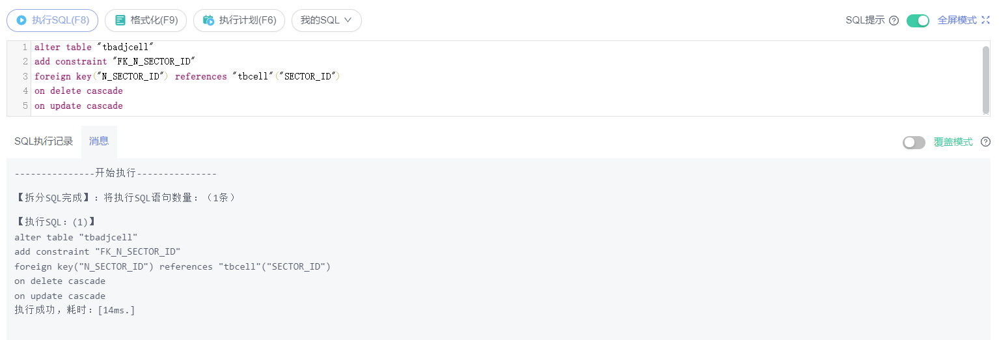 执行SQL(F8) 格式化(F9) 执行计划(F6) 我的SQL SQL提示 全屏模式
1 alter table "tbadjcell"
2 add constraint "FK_N_SECTOR_ID"
3 foreign key("N_SECTOR_ID") references "tbcell"("SECTOR_ID")
4 on delete cascade
5 on update cascade
SQL执行记录 消息 覆盖模式
---------------开始执行---------------
【拆分SQL完成】：将执行SQL语句数量：（1条）
【执行SQL：(1)】
alter table "tbadjcell"
add constraint "FK_N_SECTOR_ID"
foreign key("N_SECTOR_ID") references "tbcell"("SECTOR_ID")
on delete cascade
on update cascade
执行成功，耗时：[14ms.]